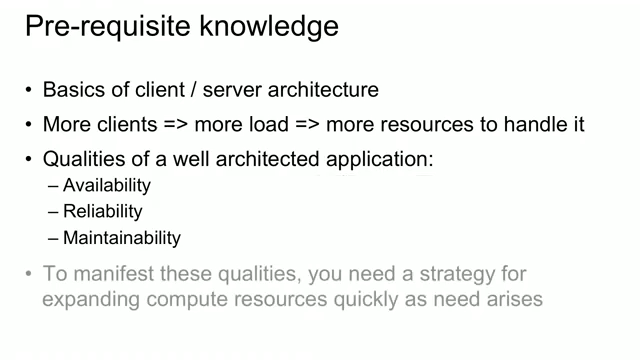 Pre-requisite knowledge
• Basics of client / server architecture
• More clients => more load => more resources to handle it
• Qualities of a well architected application:
– Availability
– Reliability
– Maintainability
• To manifest these qualities, you need a strategy for
expanding compute resources quickly as need arises